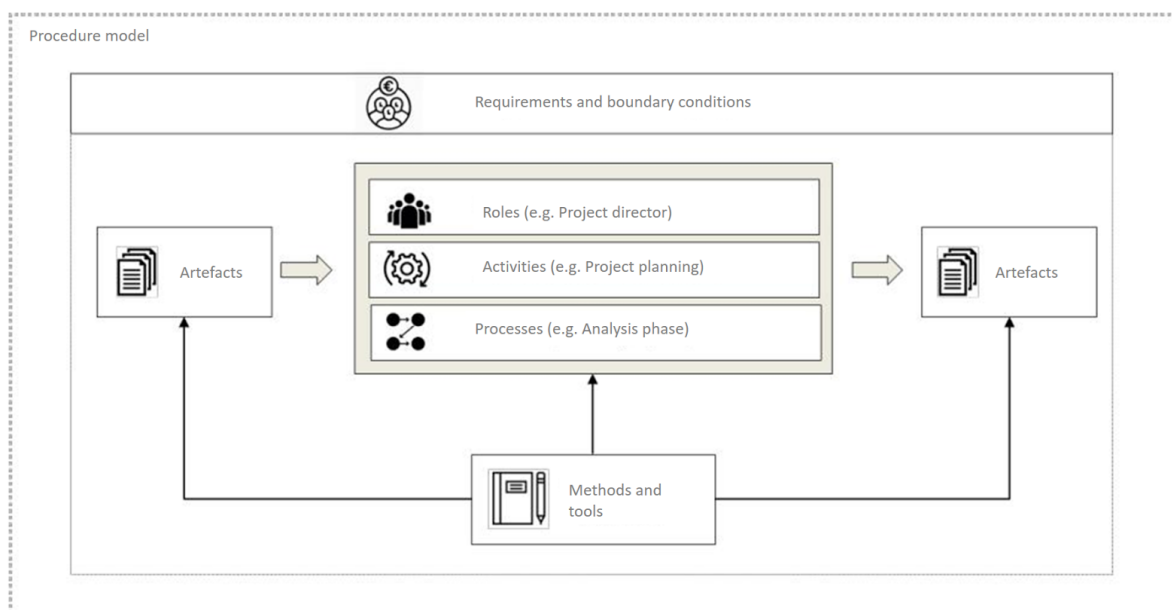 Procedure model
Requirements and boundary conditions
Roles (e.g. Project director)
Artefacts
Activities (e.g. Project planning)
Artefacts
Processes (e.g. Analysis phase)
Methods and
tools